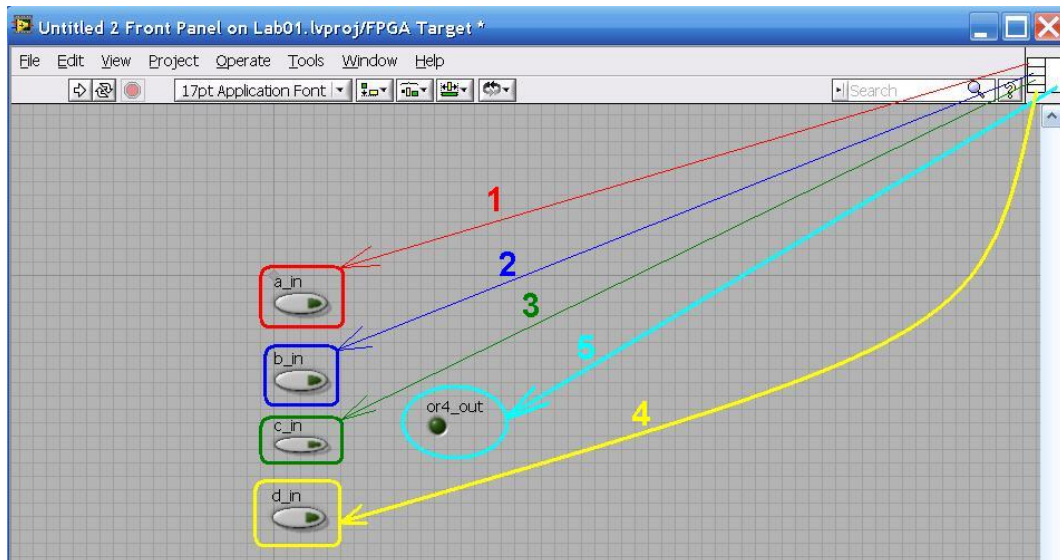 Untitled 2 Front Panel on Lab01.lvproj/FPGA Target *
File Edit View Project Operate Tools Window Help
17pt Application Font Search ?
1
2
3
5
4
a_in
b_in
c_in
or4_out
d_in